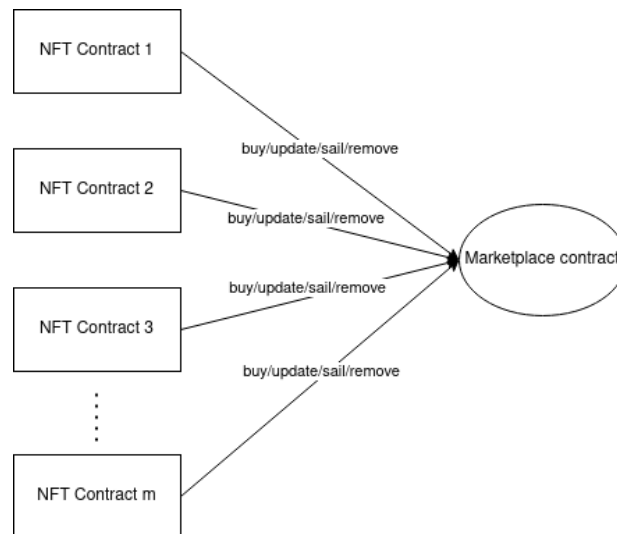 NFT Contract 1
buy/update/sail/remove
NFT Contract 2
buy/update/sail/remove
Marketplace contract
buy/update/sail/remove
NFT Contract 3
buy/update/sail/remove
NFT Contract m